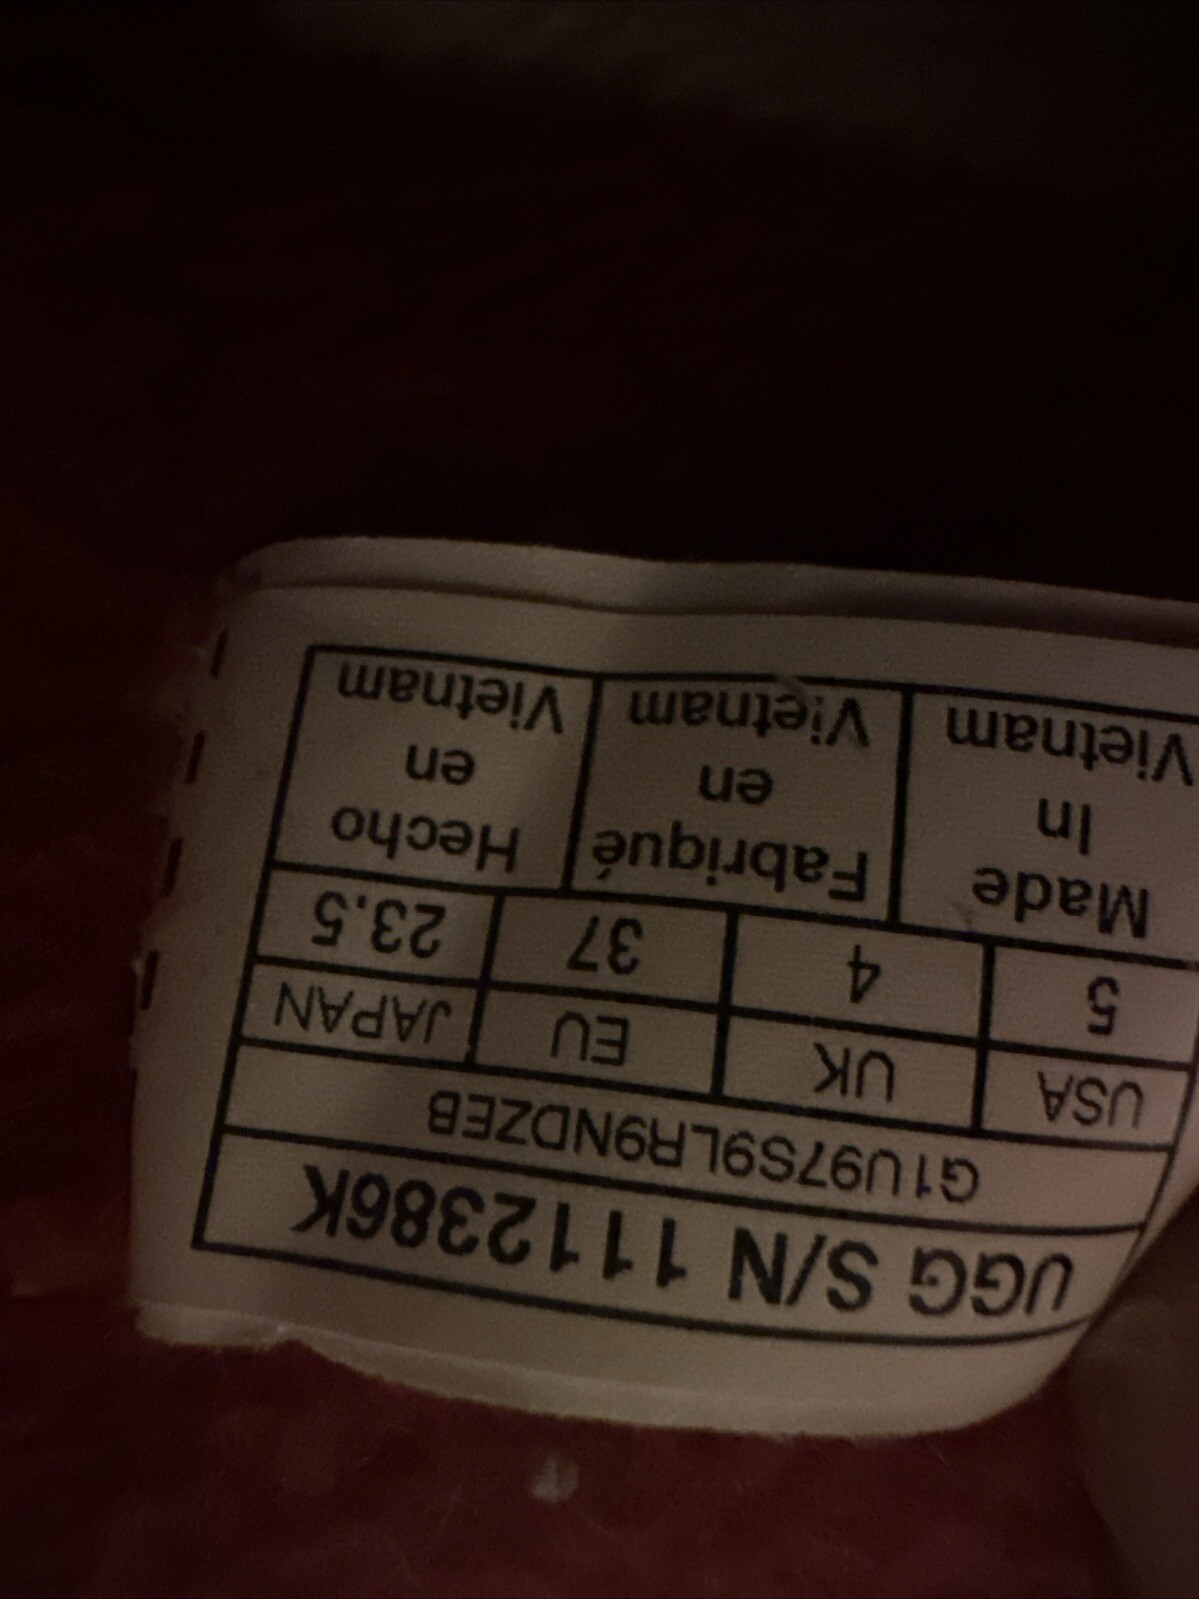 UGG S/N 1112386K
G1U97S9LR9NDZEB
USA UK EU JAPAN
5 4 37 23.5
Made In Vietnam
Fabriqué en Vietnam
Hecho en Vietnam